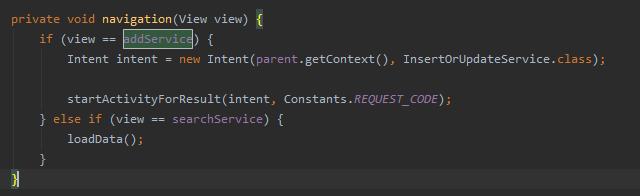 private void navigation(View view) {
if (view == addService) {
Intent intent = new Intent(parent.getContext(), InsertOrUpdateService.class);
startActivityForResult(intent, Constants.REQUEST_CODE);
} else if (view == searchService) {
loadData();
}
}